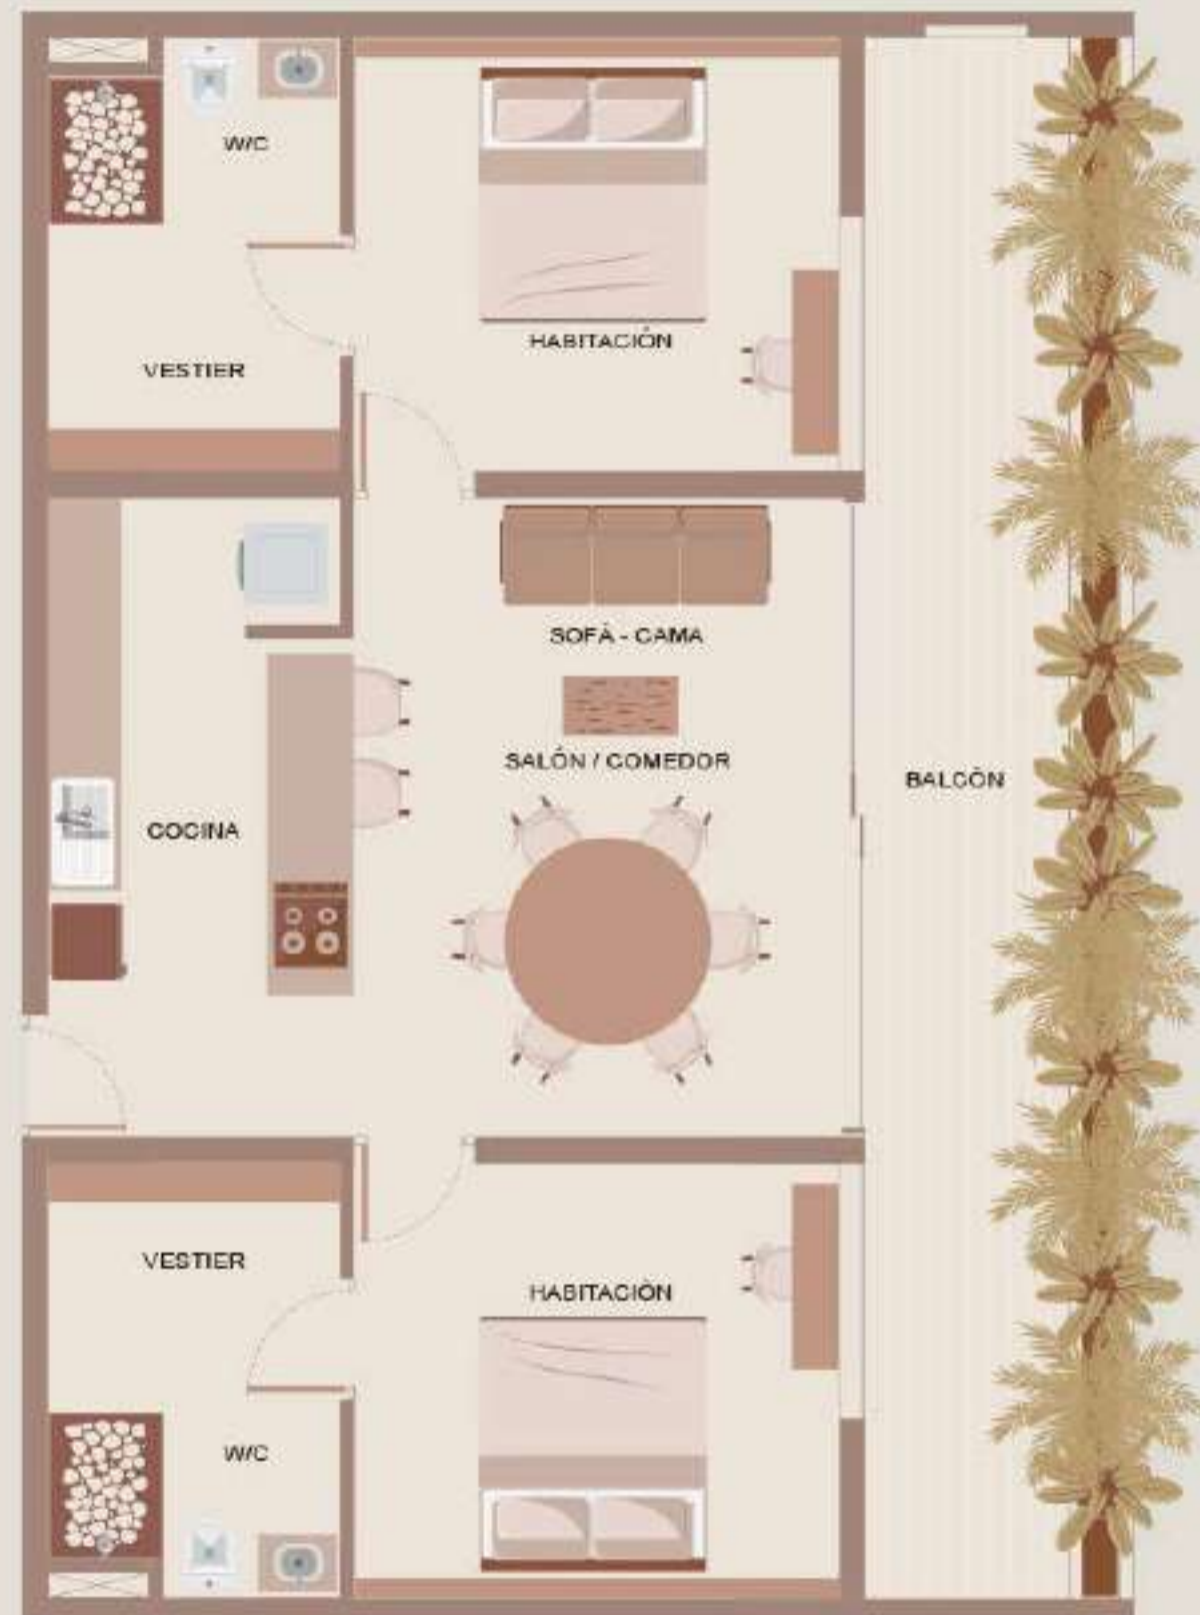 W/C
HABITACIÓN
VESTIER
SOFÁ - CAMA
SALÓN / COMEDOR
BALCÓN
COCINA
VESTIER
HABITACIÓN
W/C